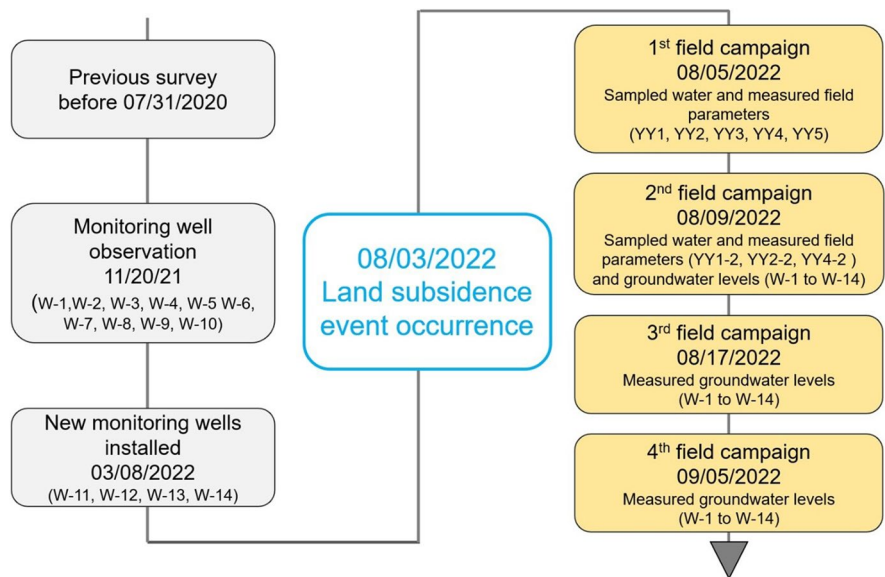 Previous survey
before 07/31/2020
Monitoring well
observation
11/20/21
(W-1,W-2, W-3, W-4, W-5 W-6,
W-7, W-8, W-9, W-10)
New monitoring wells
installed
03/08/2022
(W-11, W-12, W-13, W-14)
08/03/2022
Land subsidence
event occurrence
1st field campaign
08/05/2022
Sampled water and measured field
parameters
(YY1, YY2, YY3, YY4, YY5)
2nd field campaign
08/09/2022
Sampled water and measured field
parameters (YY1-2, YY2-2, YY4-2 )
and groundwater levels (W-1 to W-14)
3rd field campaign
08/17/2022
Measured groundwater levels
(W-1 to W-14)
4th field campaign
09/05/2022
Measured groundwater levels
(W-1 to W-14)